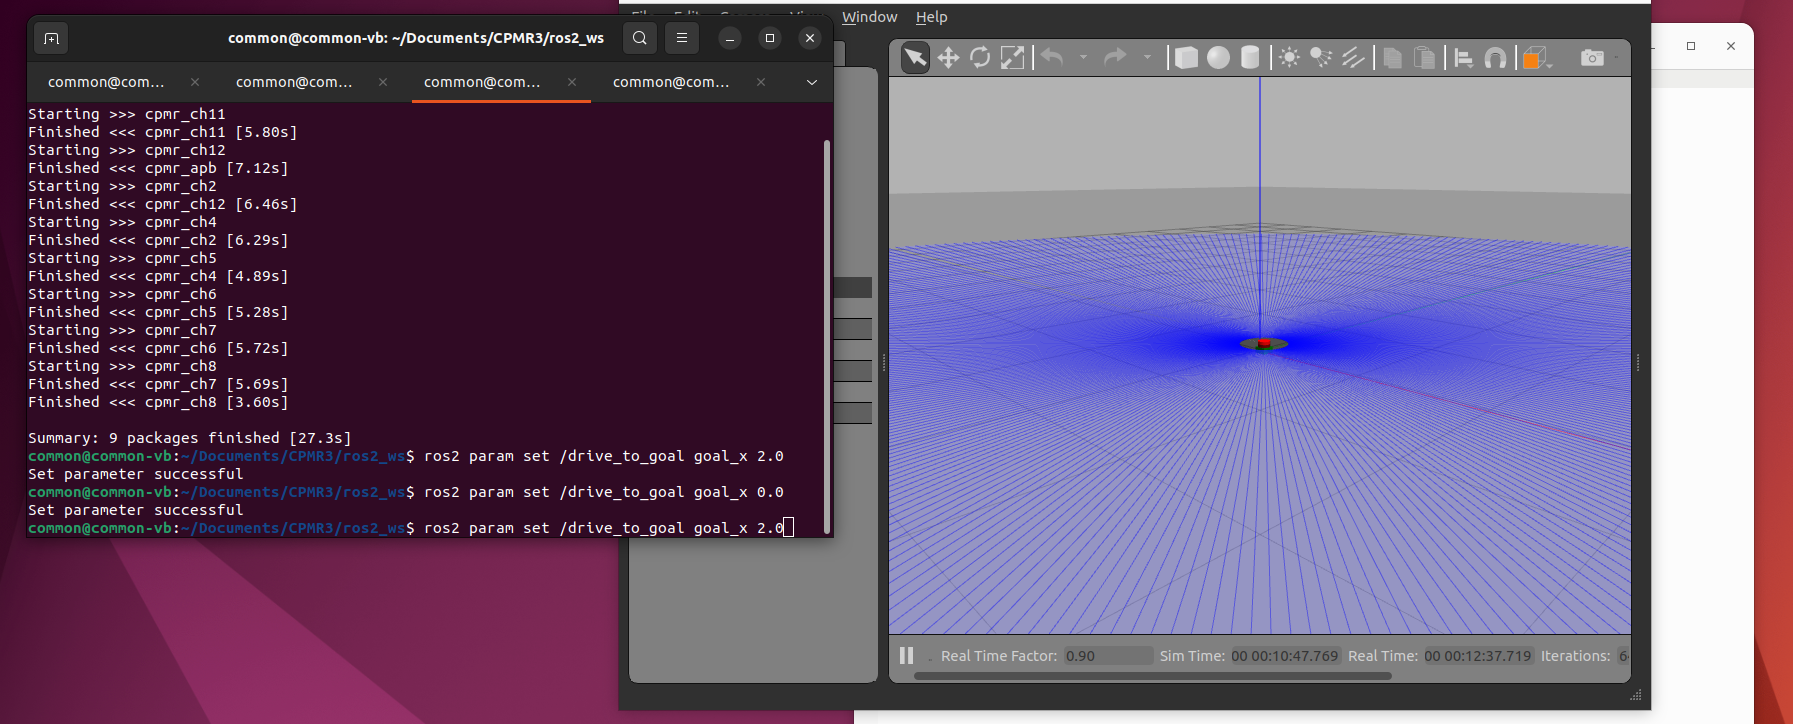 Window Help
common@common-vb: ~/Documents/CPMR3/ros2_ws
common@com... common@com... common@com... common@com...
Starting >>> cpmr_ch11
Finished <<< cpmr_ch11 [5.80s]
Starting >>> cpmr_ch12
Finished <<< cpmr_apb [7.12s]
Starting >>> cpmr_ch2
Finished <<< cpmr_ch12 [6.46s]
Starting >>> cpmr_ch4
Finished <<< cpmr_ch2 [6.29s]
Starting >>> cpmr_ch5
Finished <<< cpmr_ch4 [4.89s]
Starting >>> cpmr_ch6
Finished <<< cpmr_ch5 [5.28s]
Starting >>> cpmr_ch7
Finished <<< cpmr_ch6 [5.72s]
Starting >>> cpmr_ch8
Finished <<< cpmr_ch7 [5.69s]
Finished <<< cpmr_ch8 [3.60s]
Summary: 9 packages finished [27.3s]
common@common-vb:~/Documents/CPMR3/ros2_ws$ ros2 param set /drive_to_goal goal_x 2.0
Set parameter successful
common@common-vb:~/Documents/CPMR3/ros2_ws$ ros2 param set /drive_to_goal goal_x 0.0
Set parameter successful
common@common-vb:~/Documents/CPMR3/ros2_ws$ ros2 param set /drive_to_goal goal_x 2.0
Real Time Factor: 0.90 Sim Time: 00 00:10:47.769 Real Time: 00 00:12:37.719 Iterations: